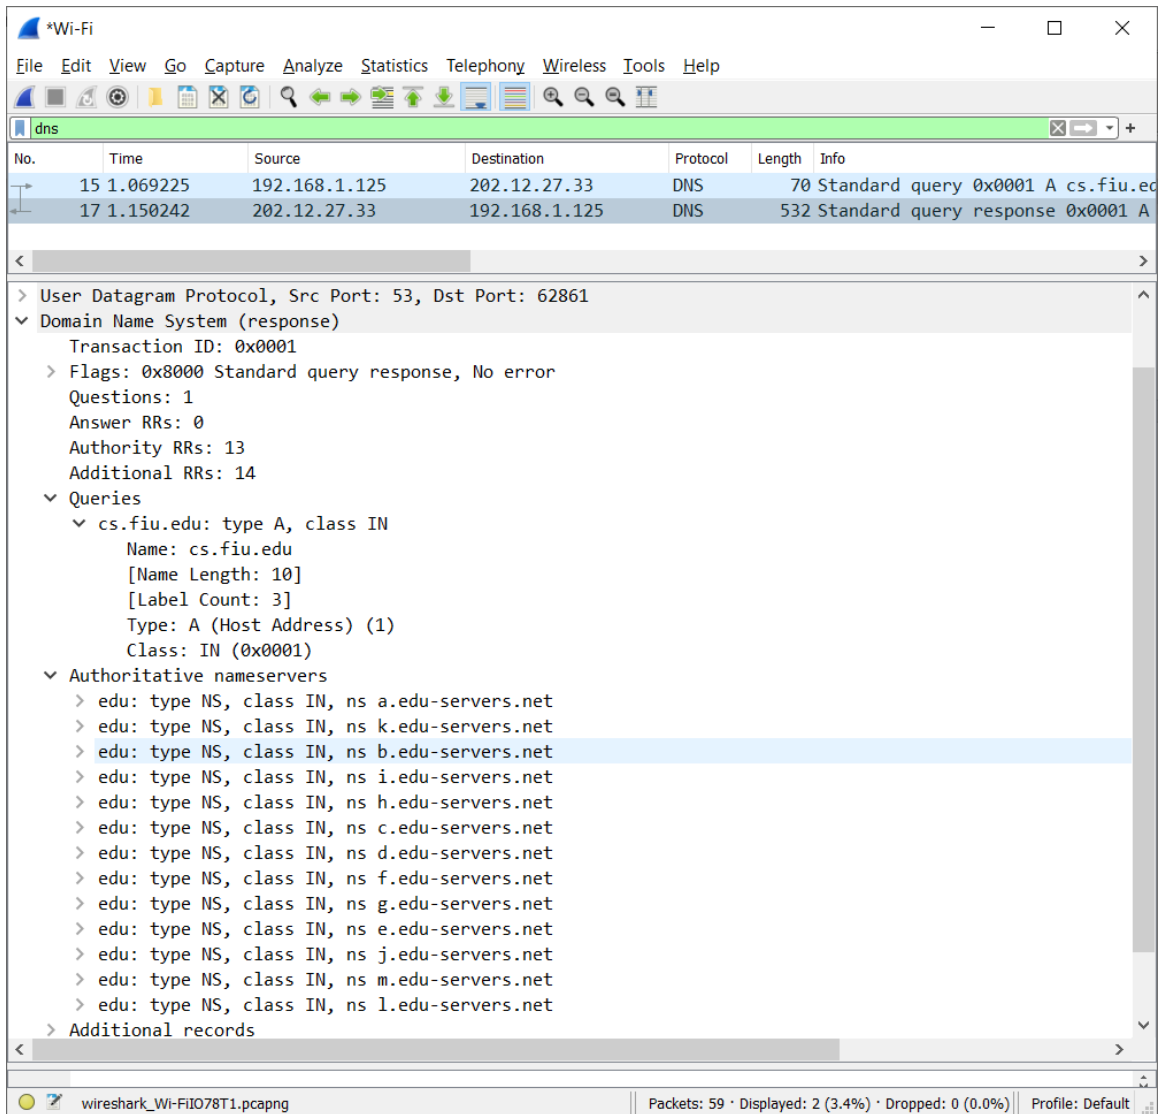 *Wi-Fi
File Edit View Go Capture Analyze Statistics Telephony Wireless Tools Help
dns
No. Time Source Destination Protocol Length Info
15 1.069225 192.168.1.125 202.12.27.33 DNS 70 Standard query 0x0001 A cs.fiu.ed
17 1.150242 202.12.27.33 192.168.1.125 DNS 532 Standard query response 0x0001 A
User Datagram Protocol, Src Port: 53, Dst Port: 62861
Domain Name System (response)
Transaction ID: 0x0001
Flags: 0x8000 Standard query response, No error
Questions: 1
Answer RRs: 0
Authority RRs: 13
Additional RRs: 14
Queries
cs.fiu.edu: type A, class IN
Name: cs.fiu.edu
[Name Length: 10]
[Label Count: 3]
Type: A (Host Address) (1)
Class: IN (0x0001)
Authoritative nameservers
edu: type NS, class IN, ns a.edu-servers.net
edu: type NS, class IN, ns k.edu-servers.net
edu: type NS, class IN, ns b.edu-servers.net
edu: type NS, class IN, ns i.edu-servers.net
edu: type NS, class IN, ns h.edu-servers.net
edu: type NS, class IN, ns c.edu-servers.net
edu: type NS, class IN, ns d.edu-servers.net
edu: type NS, class IN, ns f.edu-servers.net
edu: type NS, class IN, ns g.edu-servers.net
edu: type NS, class IN, ns e.edu-servers.net
edu: type NS, class IN, ns j.edu-servers.net
edu: type NS, class IN, ns m.edu-servers.net
edu: type NS, class IN, ns l.edu-servers.net
Additional records
wireshark_Wi-FiIO78T1.pcapng Packets: 59 · Displayed: 2 (3.4%) · Dropped: 0 (0.0%) Profile: Default